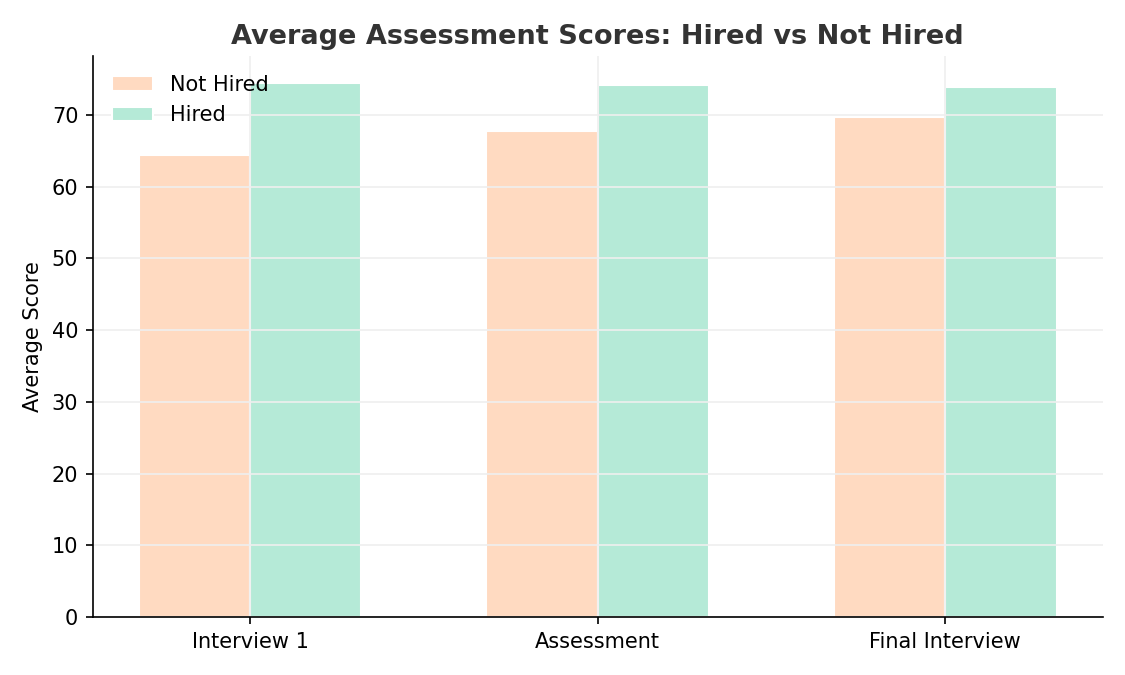 Average Assessment Scores: Hired vs Not Hired
Not Hired
Hired
Average Score
70
60
50
40
30
20
10
0
Interview 1
Assessment
Final Interview